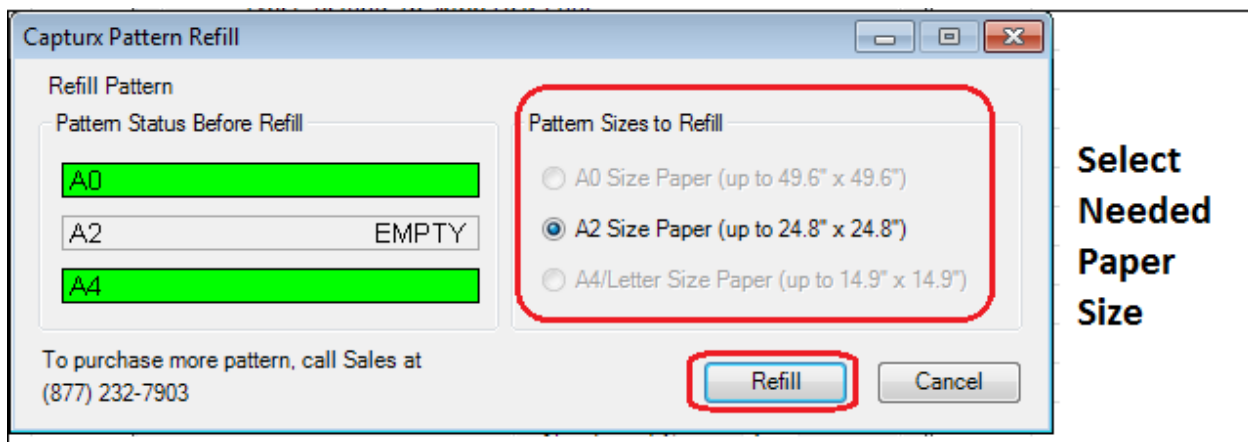 Capturx Pattern Refill
Refill Pattern
Pattern Status Before Refill
A0
A2 EMPTY
A4
Pattern Sizes to Refill
A0 Size Paper (up to 49.6" x 49.6")
A2 Size Paper (up to 24.8" x 24.8")
A4/Letter Size Paper (up to 14.9" x 14.9")
To purchase more pattern, call Sales at
(877) 232-7903
Refill
Cancel
Select
Needed
Paper
Size